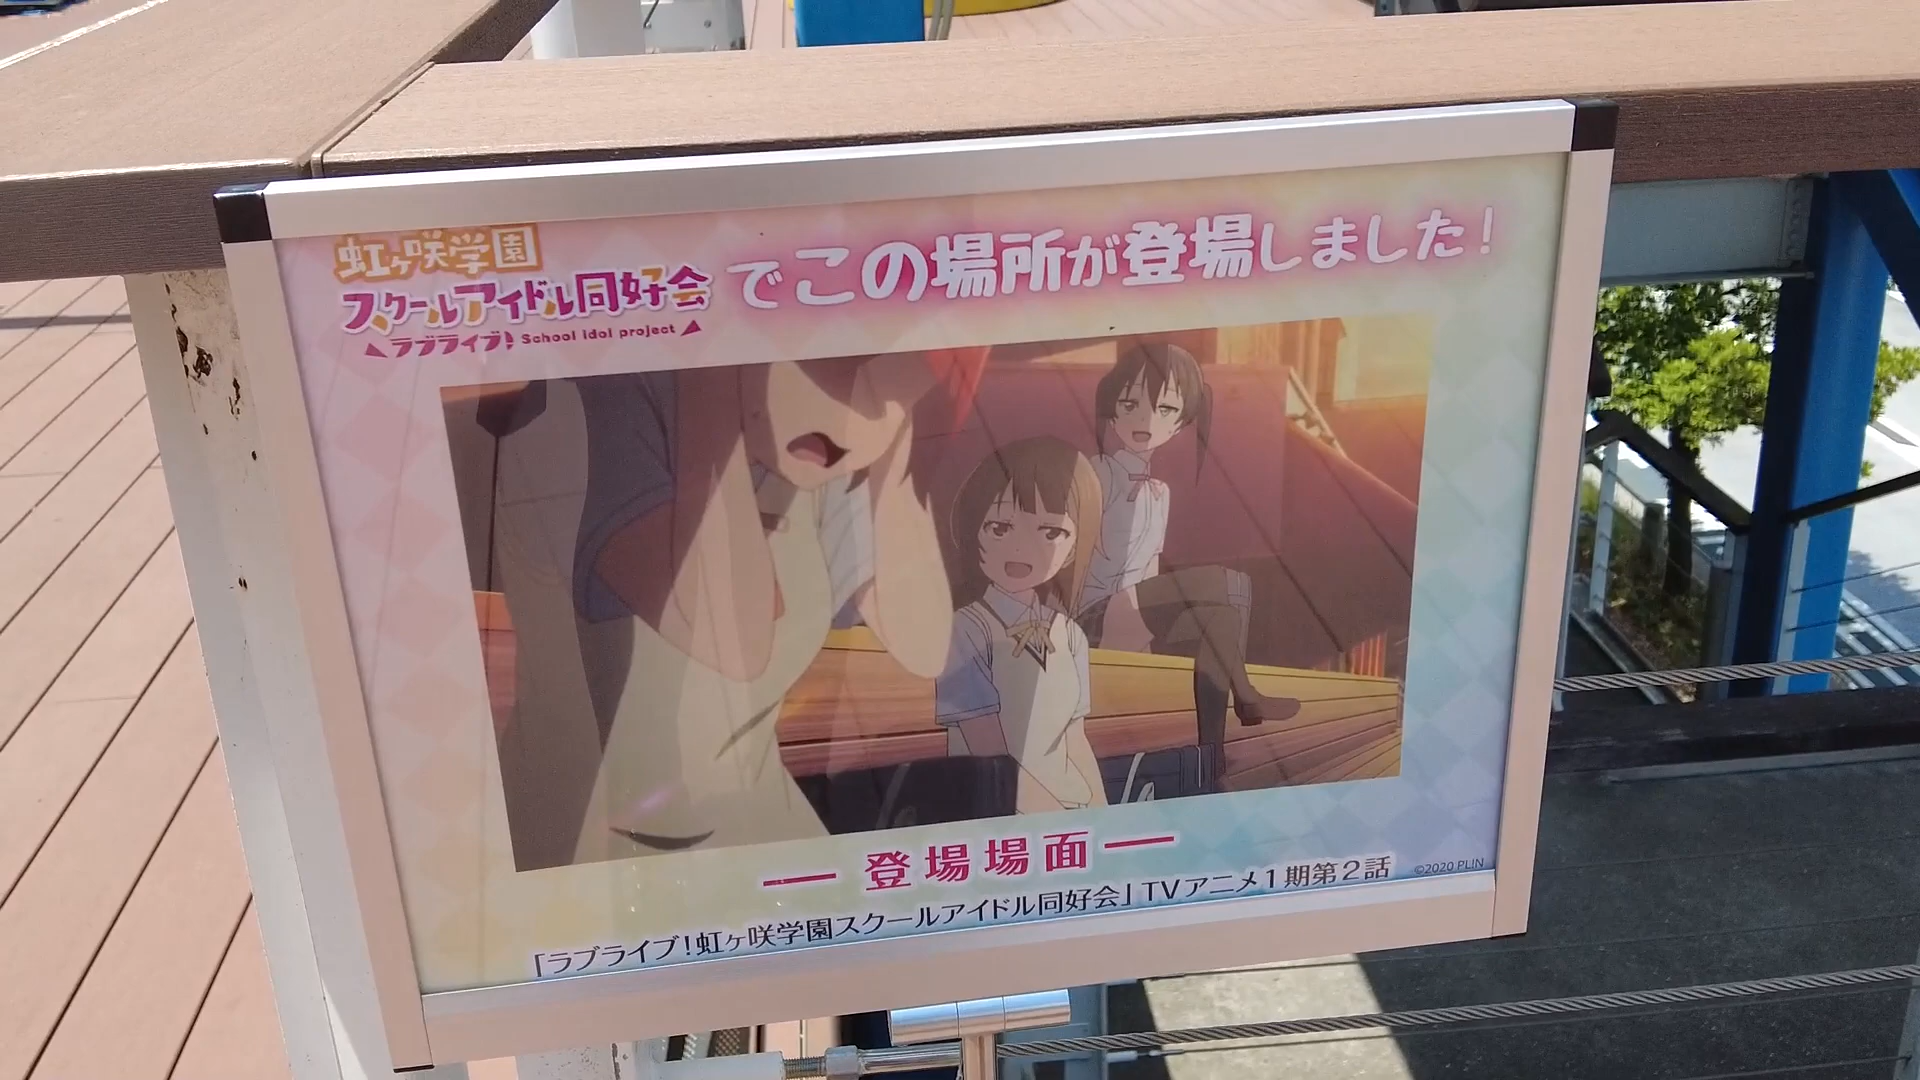 虹ヶ咲学園
スクールアイドル同好会
ラブライブ! School idol project
でこの場所が登場しました!
登場場面
「ラブライブ!虹ヶ咲学園スクールアイドル同好会」TVアニメ1期第2話
©2020 PL!N